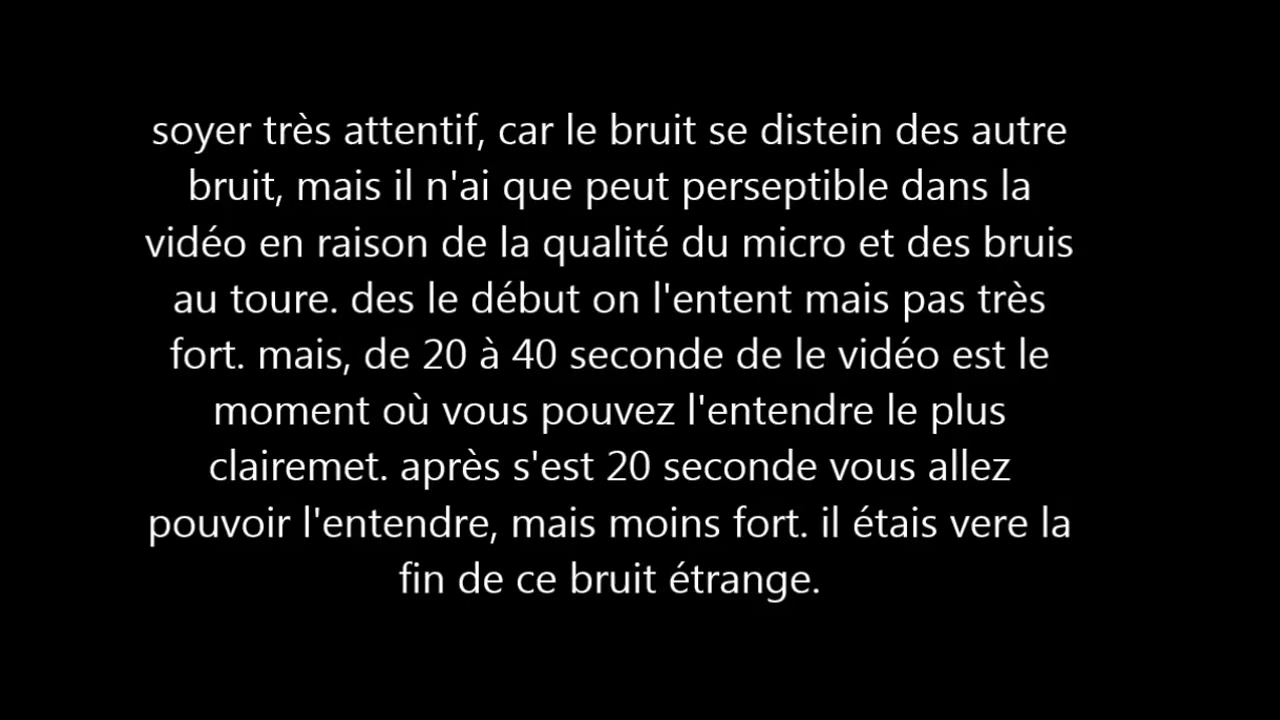 soyer très attentif, car le bruit se distein des autre
bruit, mais il n'ai que peut perseptible dans la
vidéo en raison de la qualité du micro et des bruis
au toure. des le début on l'entent mais pas très
fort. mais, de 20 à 40 seconde de le vidéo est le
moment où vous pouvez l'entendre le plus
clairemet. après s'est 20 seconde vous allez
pouvoir l'entendre, mais moins fort. il étais vere la
fin de ce bruit étrange.